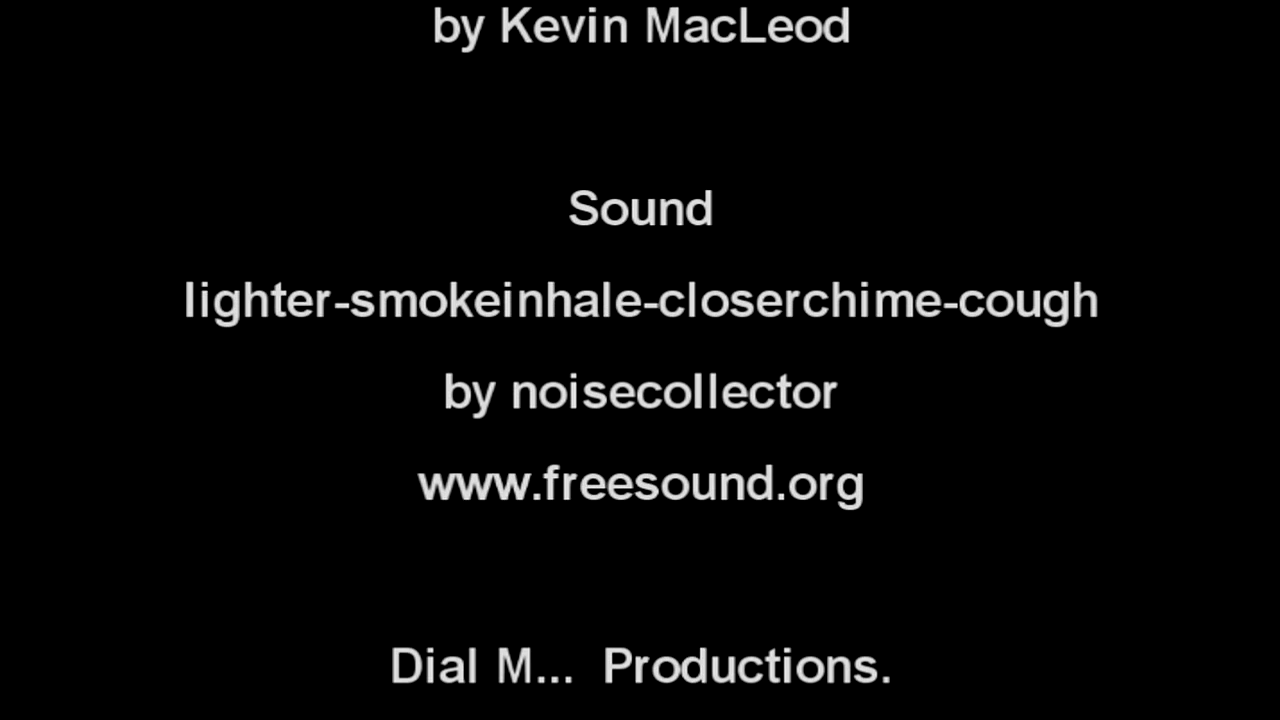 by Kevin MacLeod
Sound
lighter-smokeinhale-closerchime-cough
by noisecollector
www.freesound.org
Dial M...  Productions.